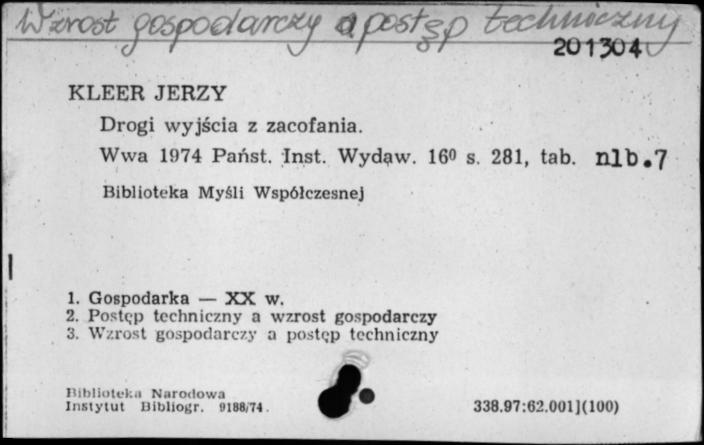 Wzrost gospodarczy a postęp techniczny
201304
KLEER JERZY
Drogi wyjścia z zacofania.
Wwa 1974 Państ. Inst. Wydaw. 16⁰ s. 281, tab. nlb.7
Biblioteka Myśli Współczesnej
1. Gospodarka — XX w.
2. Postęp techniczny a wzrost gospodarczy
3. Wzrost gospodarczy a postęp techniczny
Biblioteka Narodowa
Instytut Bibliogr. 9188/74.
338.97:62.001](100)